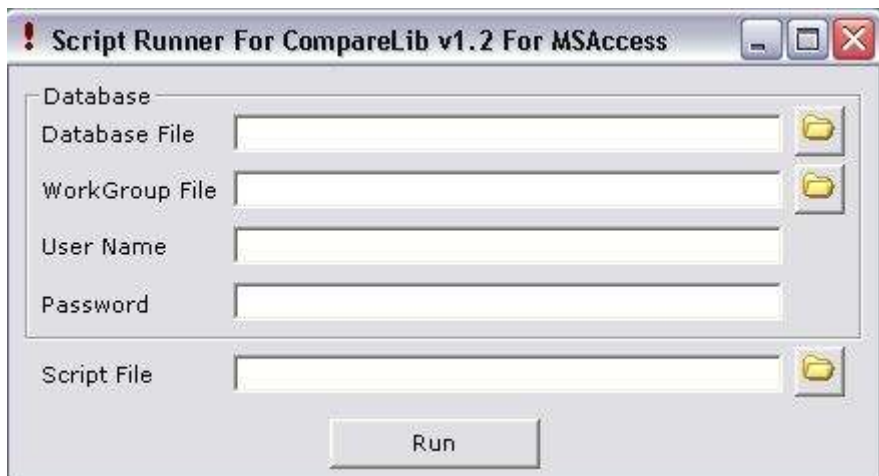 Script Runner For CompareLib v1.2 For MSAccess
Database
Database File
WorkGroup File
User Name
Password
Script File
Run